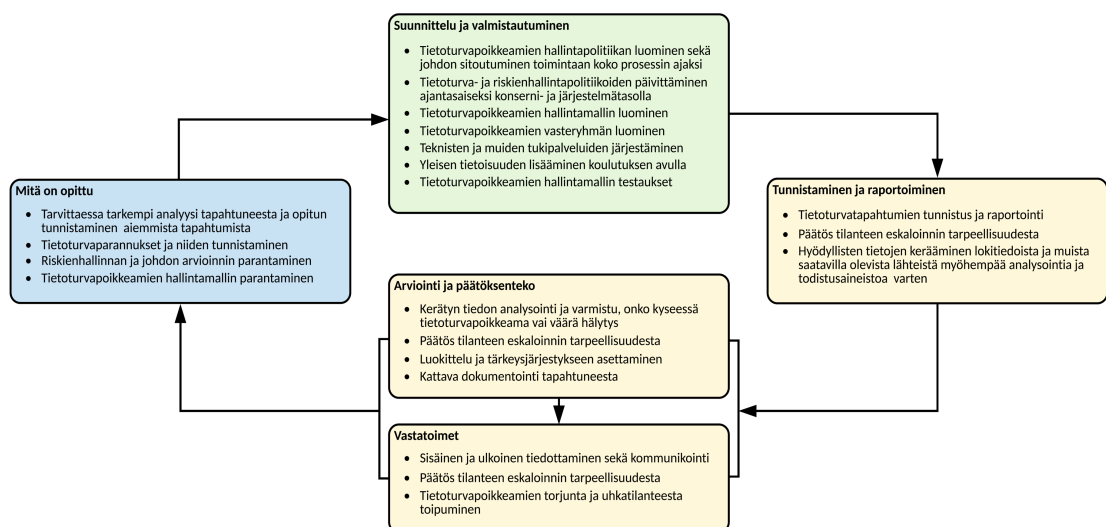 Suunnittelu ja valmistautuminen
• Tietoturvapoikkeamien hallintapolitiikan luominen sekä
johdon sitoutuminen toimintaan koko prosessin ajaksi
• Tietoturva- ja riskienhallintapolitiikoiden päivittäminen
ajantasaiseksi konserni- ja järjestelmätasolla
• Tietoturvapoikkeamien hallintamallin luominen
• Tietoturvapoikkeamien vasteryhmän luominen
• Teknisten ja muiden tukipalveluiden järjestäminen
• Yleisen tietoisuuden lisääminen koulutuksen avulla
• Tietoturvapoikkeamien hallintamallin testaukset
Tunnistaminen ja raportoiminen
• Tietoturvatapahtumien tunnistus ja raportointi
• Päätös tilanteen eskaloinnin tarpeellisuudesta
• Hyödyllisten tietojen kerääminen lokitiedoista ja muista
saatavilla olevista lähteistä myöhempää analysointia ja
todistusaineistoa varten
Arviointi ja päätöksenteko
• Kerätyn tiedon analysointi ja varmistu, onko kyseessä
tietoturvapoikkeama vai väärä hälytys
• Päätös tilanteen eskaloinnin tarpeellisuudesta
• Luokittelu ja tärkeysjärjestykseen asettaminen
• Kattava dokumentointi tapahtuneesta
Vastatoimet
• Sisäinen ja ulkoinen tiedottaminen sekä kommunikointi
• Päätös tilanteen eskaloinnin tarpeellisuudesta
• Tietoturvapoikkeamien torjunta ja uhkatilanteesta
toipuminen
Mitä on opittu
• Tarvittaessa tarkempi analyysi tapahtuneesta ja opitun
tunnistaminen aiemmista tapahtumista
• Tietoturvaparannukset ja niiden tunnistaminen
• Riskienhallinnan ja johdon arvioinnin parantaminen
• Tietoturvapoikkeamien hallintamallin parantaminen